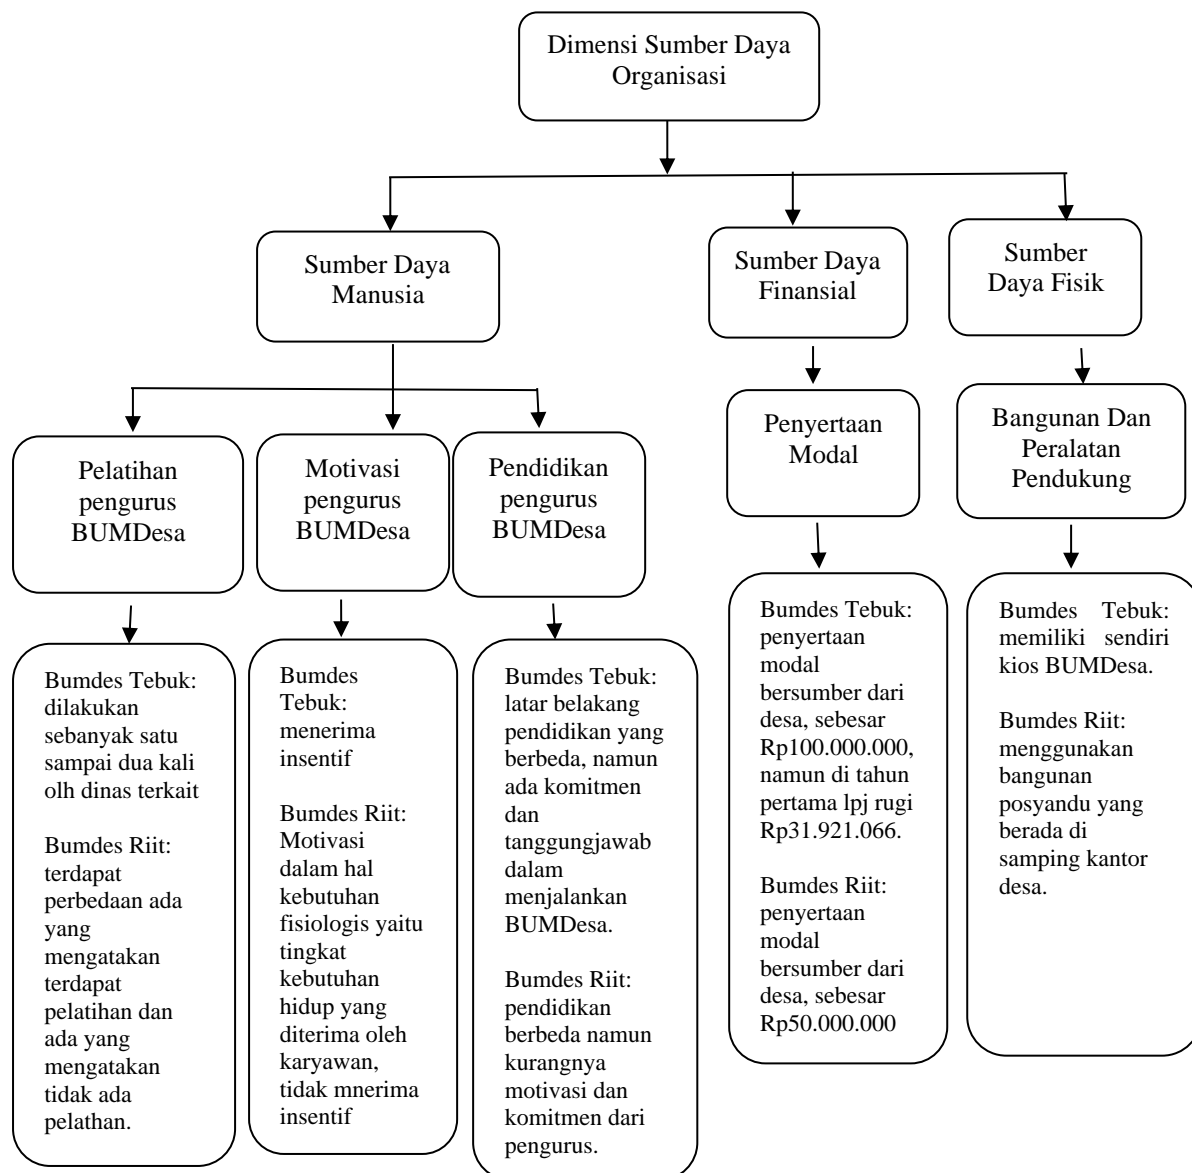 Dimensi Sumber Daya
Organisasi
Sumber Daya
Manusia
Sumber Daya
Finansial
Sumber
Daya Fisik
Pelatihan
pengurus
BUMDesa
Motivasi
pengurus
BUMDesa
Pendidikan
pengurus
BUMDesa
Penyertaan
Modal
Bangunan Dan
Peralatan
Pendukung
Bumdes Tebuk:
dilakukan
sebanyak satu
sampai dua kali
olh dinas terkait
Bumdes Riit:
terdapat
perbedaan ada
yang
mengatakan
terdapat
pelatihan dan
ada yang
mengatakan
tidak ada
pelathan.
Bumdes
Tebuk:
menerima
insentif
Bumdes Riit:
Motivasi
dalam hal
kebutuhan
fisiologis yaitu
tingkat
kebutuhan
hidup yang
diterima oleh
karyawan,
tidak mnerima
insentif
Bumdes Tebuk:
latar belakang
pendidikan yang
berbeda, namun
ada komitmen
dan
tanggungjawab
dalam
menjalankan
BUMDesa.
Bumdes Riit:
pendidikan
berbeda namun
kurangnya
motivasi dan
komitmen dari
pengurus.
Bumdes Tebuk:
penyertaan
modal
bersumber dari
desa, sebesar
Rp100.000.000,
namun di tahun
pertama lpj rugi
Rp31.921.066.
Bumdes Riit:
penyertaan
modal
bersumber dari
desa, sebesar
Rp50.000.000
Bumdes Tebuk:
memiliki sendiri
kios BUMDesa.
Bumdes Riit:
menggunakan
bangunan
posyandu yang
berada di
samping kantor
desa.